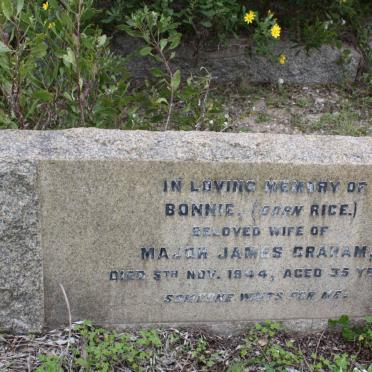 IN LOVING MEMORY OF
BONNIE, (BORN RICE.)
BELOVED WIFE OF
MAJOR JAMES GRAHAM,
DIED 5TH NOV. 1944, AGED 35 YE
SOMEONE WAITS FOR ME.